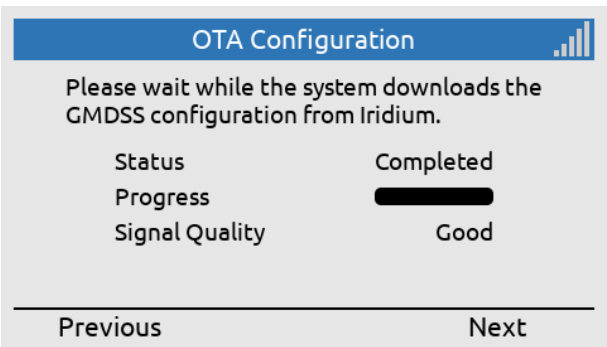 OTA Configuration
Please wait while the system downloads the
GMDSS configuration from Iridium.
Status Completed
Progress
Signal Quality Good
Previous Next